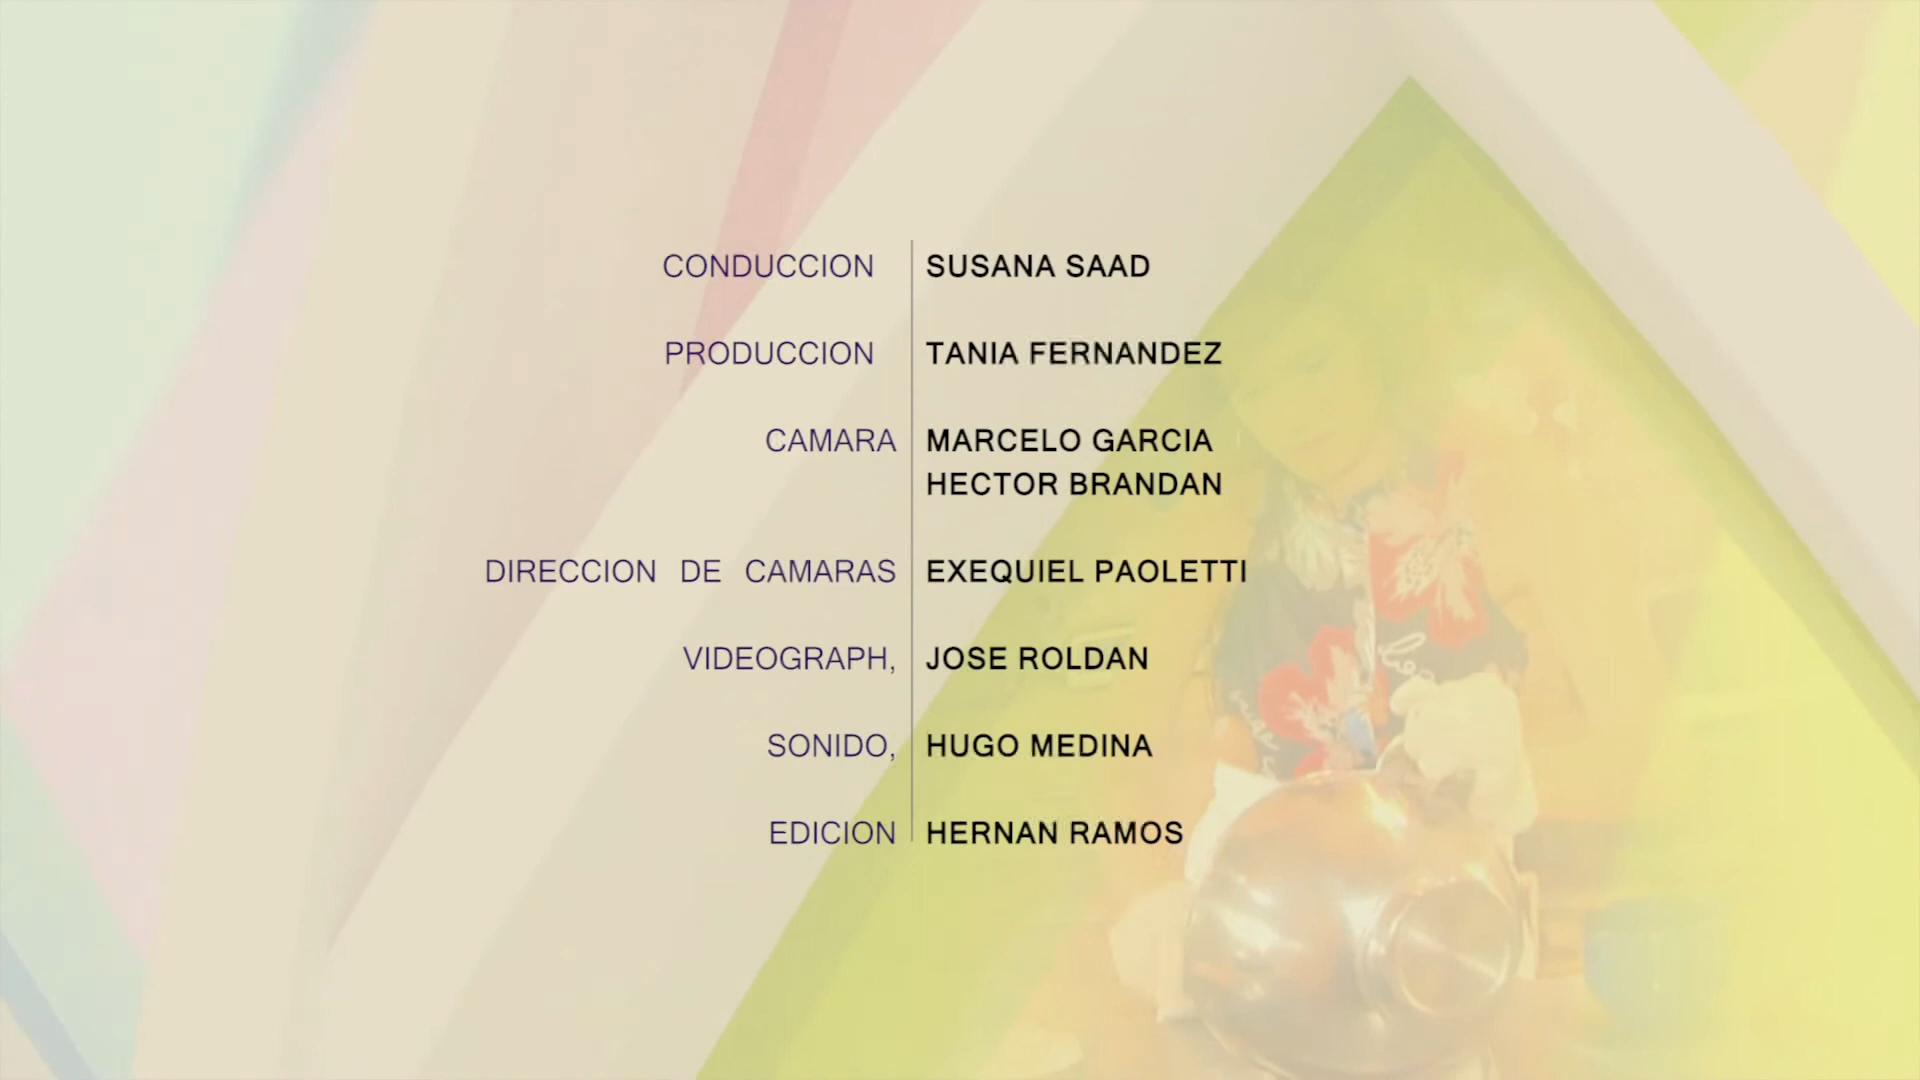 CONDUCCION SUSANA SAAD
PRODUCCION TANIA FERNANDEZ
CAMARA MARCELO GARCIA
HECTOR BRANDAN
DIRECCION DE CAMARAS EXEQUIEL PAOLETTI
VIDEOGRAPH, JOSE ROLDAN
SONIDO, HUGO MEDINA
EDICION HERNAN RAMOS